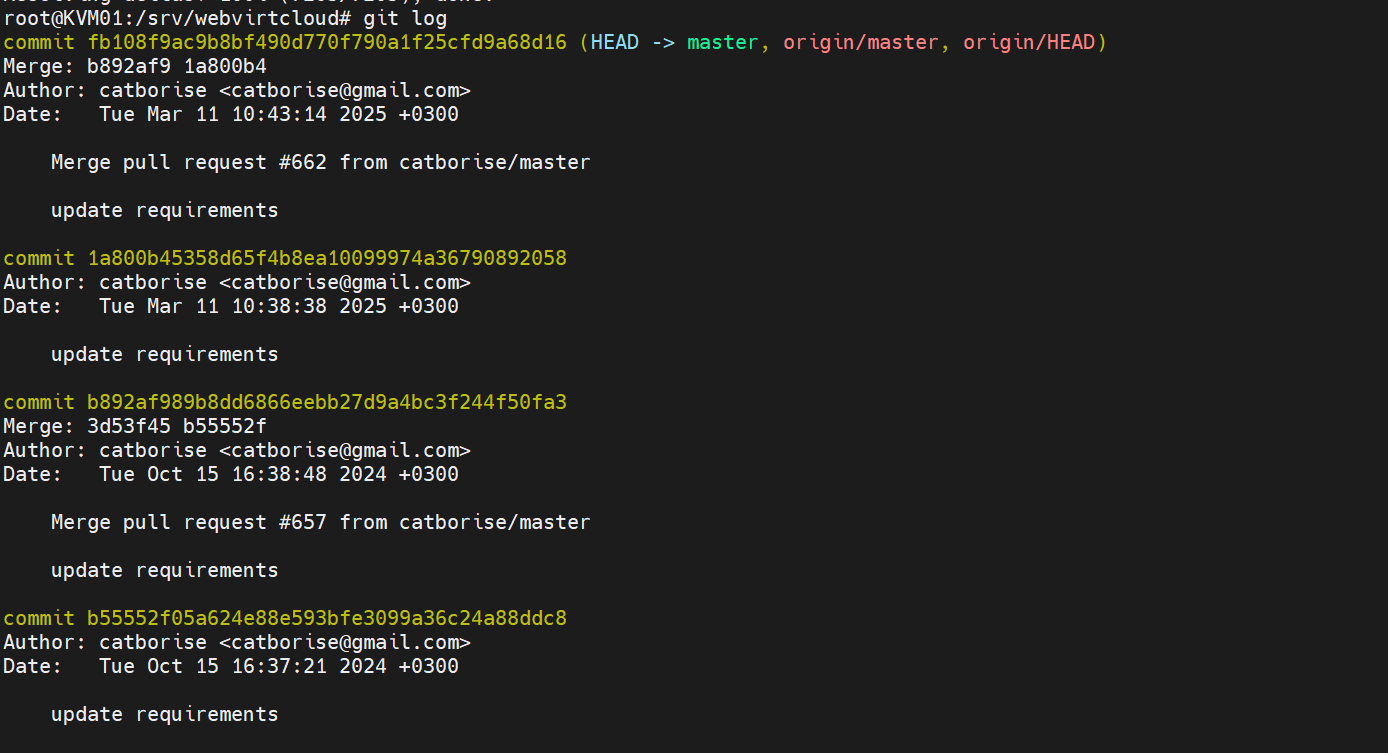 root@KVM01:/srv/webvirtcloud# git log
commit fb108f9ac9b8bf490d770f790a1f25cfd9a68d16 (HEAD -> master, origin/master, origin/HEAD)
Merge: b892af9 1a800b4
Author: catborise <catborise@gmail.com>
Date:   Tue Mar 11 10:43:14 2025 +0300
    Merge pull request #662 from catborise/master
    update requirements
commit 1a800b45358d65f4b8ea10099974a36790892058
Author: catborise <catborise@gmail.com>
Date:   Tue Mar 11 10:38:38 2025 +0300
    update requirements
commit b892af989b8dd6866eebb27d9a4bc3f244f50fa3
Merge: 3d53f45 b55552f
Author: catborise <catborise@gmail.com>
Date:   Tue Oct 15 16:38:48 2024 +0300
    Merge pull request #657 from catborise/master
    update requirements
commit b55552f05a624e88e593bfe3099a36c24a88ddc8
Author: catborise <catborise@gmail.com>
Date:   Tue Oct 15 16:37:21 2024 +0300
    update requirements